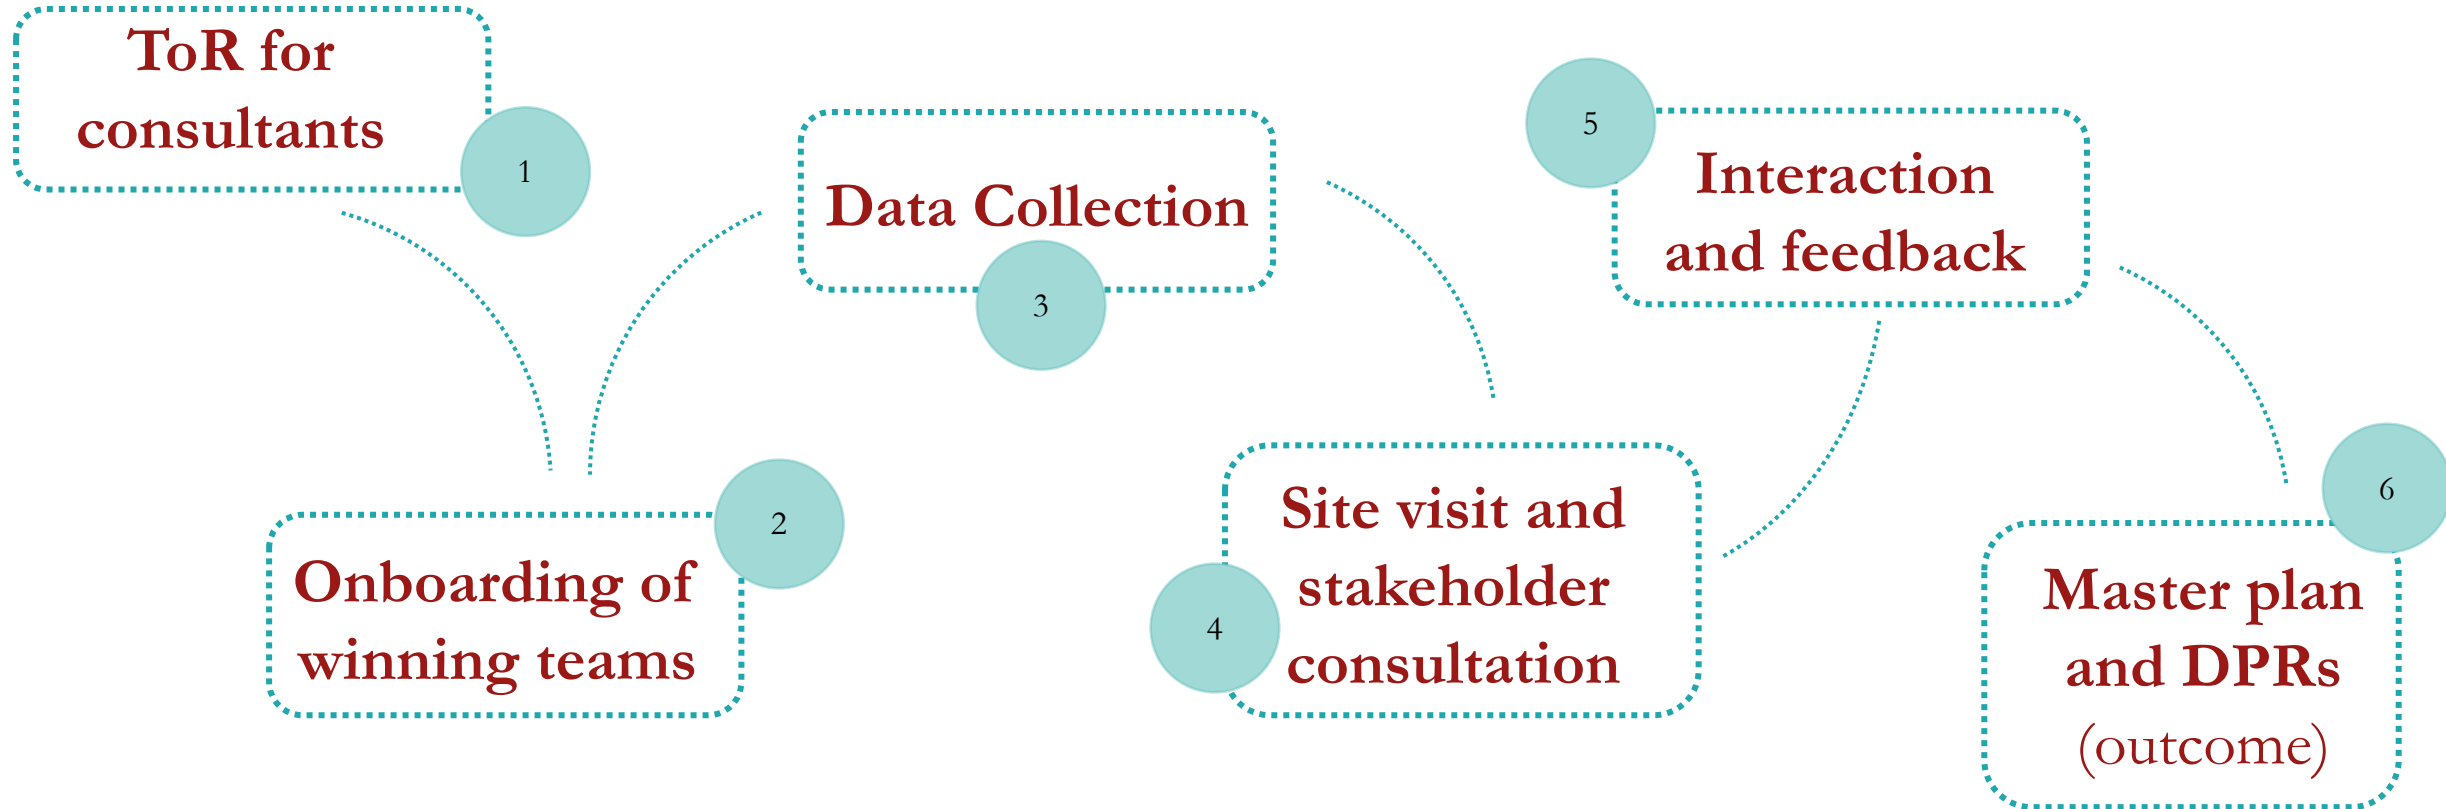 ToR for
consultants
1
Onboarding of
winning teams
2
Data Collection
3
Site visit and
stakeholder
consultation
4
5
Interaction
and feedback
6
Master plan
and DPRs
(outcome)